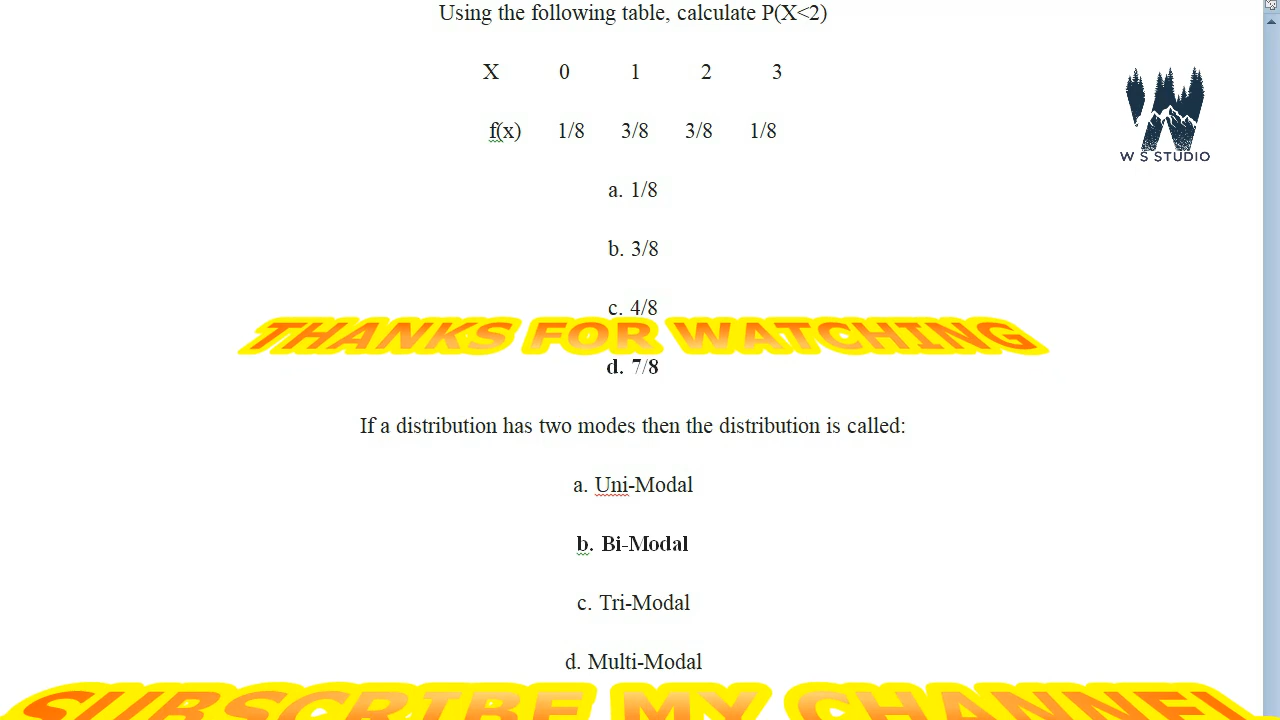 Using the following table, calculate P(X<2)
X 0 1 2 3
f(x) 1/8 3/8 3/8 1/8
W S STUDIO
a. 1/8
b. 3/8
c. 4/8
THANKS FOR WATCHING
d. 7/8
If a distribution has two modes then the distribution is called:
a. Uni-Modal
b. Bi-Modal
c. Tri-Modal
d. Multi-Modal
SUBSCRIBE MY CHANNEL